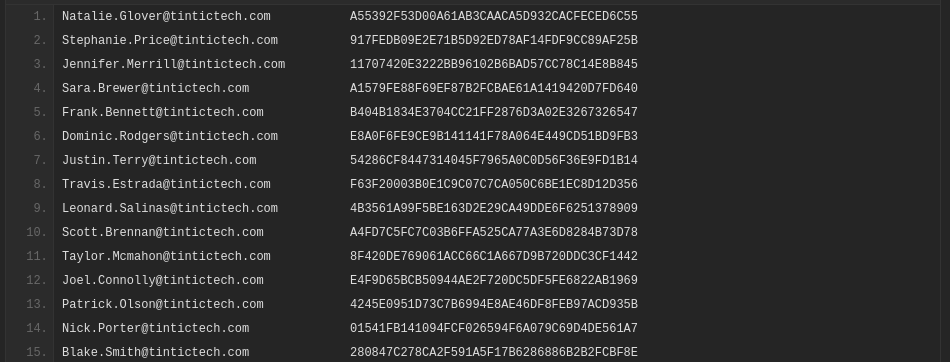 1. Natalie.Glover@tintictech.com A55392F53D00A61AB3CAACA5D932CACFECED6C55
2. Stephanie.Price@tintictech.com 917FEDB09E2E71B5D92ED78AF14FDF9CC89AF25B
3. Jennifer.Merrill@tintictech.com 11707420E3222BB96102B6BAD57CC78C14E8B845
4. Sara.Brewer@tintictech.com A1579FE88F69EF87B2FCBAE61A1419420D7FD640
5. Frank.Bennett@tintictech.com B404B1834E3704CC21FF2876D3A02E3267326547
6. Dominic.Rodgers@tintictech.com E8A0F6FE9CE9B141141F78A064E449CD51BD9FB3
7. Justin.Terry@tintictech.com 54286CF8447314045F7965A0C0D56F36E9FD1B14
8. Travis.Estrada@tintictech.com F63F20003B0E1C9C07C7CA050C6BE1EC8D12D356
9. Leonard.Salinas@tintictech.com 4B3561A99F5BE163D2E29CA49DDE6F6251378909
10. Scott.Brennan@tintictech.com A4FD7C5FC7C03B6FFA525CA77A3E6D8284B73D78
11. Taylor.Mcmahon@tintictech.com 8F420DE769061ACC66C1A667D9B720DDC3CF1442
12. Joel.Connolly@tintictech.com E4F9D65BCB50944AE2F720DC5DF5FE6822AB1969
13. Patrick.Olson@tintictech.com 4245E0951D73C7B6994E8AE46DF8FEB97ACD935B
14. Nick.Porter@tintictech.com 01541FB141094FCF026594F6A079C69D4DE561A7
15. Blake.Smith@tintictech.com 280847C278CA2F591A5F17B6286886B2B2FCBF8E